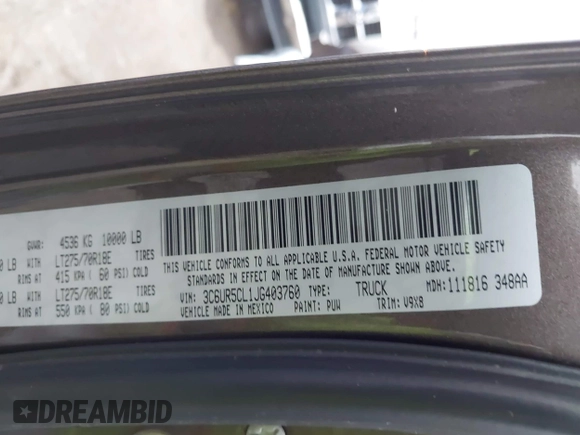 GVWR: 4536 KG 10000 LB
0 LB WITH LT275/70R18E TIRES
RIMS AT 415 KPA ( 60 PSI) COLD
0 LB WITH LT275/70R18E TIRES
RIMS AT 550 KPA ( 80 PSI) COLD
THIS VEHICLE CONFORMS TO ALL APPLICABLE U.S.A. FEDERAL MOTOR VEHICLE SAFETY
STANDARDS IN EFFECT ON THE DATE OF MANUFACTURE SHOWN ABOVE.
VIN: 3C6UR5CL1JG403760 TYPE: TRUCK MDH: 111816 348AA
VEHICLE MADE IN MEXICO PAINT: PUW TRIM: V9X8
DREAMBID